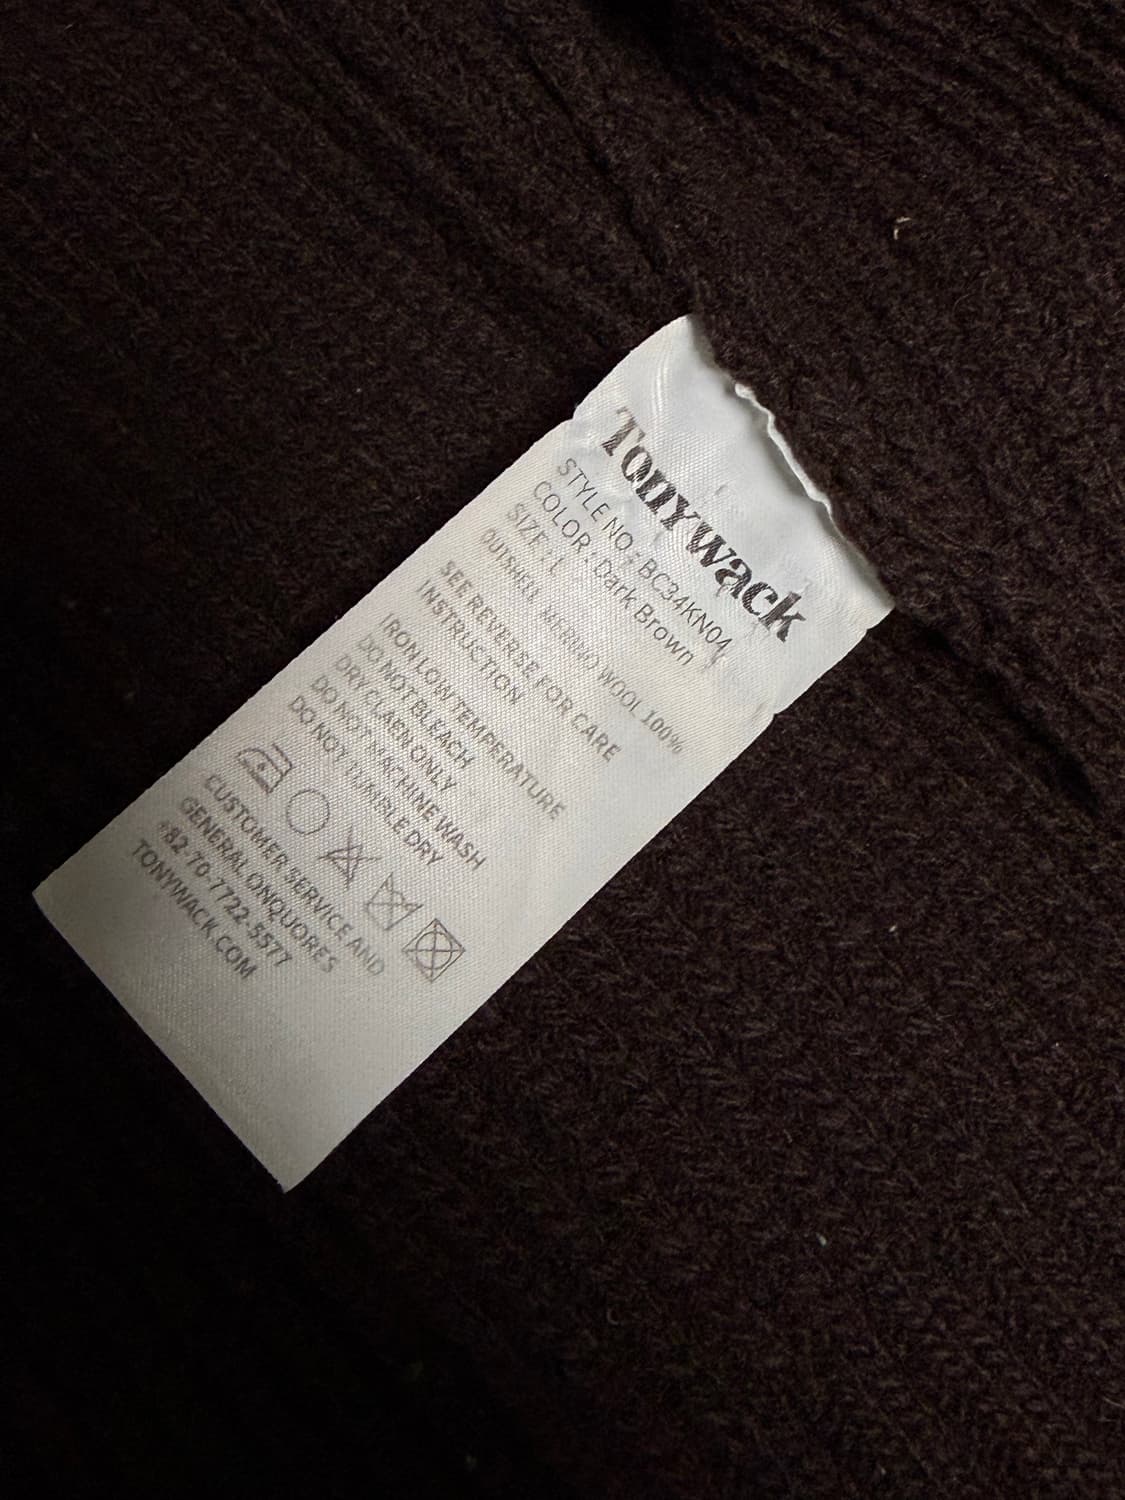 Tonywack
STYLE NO : BC34KN04
COLOR : Dark Brown
SIZE : L
OUTSHELL MERINO WOOL 100%
SEE REVERSE FOR CARE
INSTRUCTION
IRON LOW TEMPERATURE
DO NOT BLEACH
DRY CLAREN ONLY
DO NOT MACHINE WASH
DO NOT TUMBLE DRY
CUSTOMER SERVICE AND
GENERAL ONQUORES
+82-70-7722-5577
TONYWACK.COM